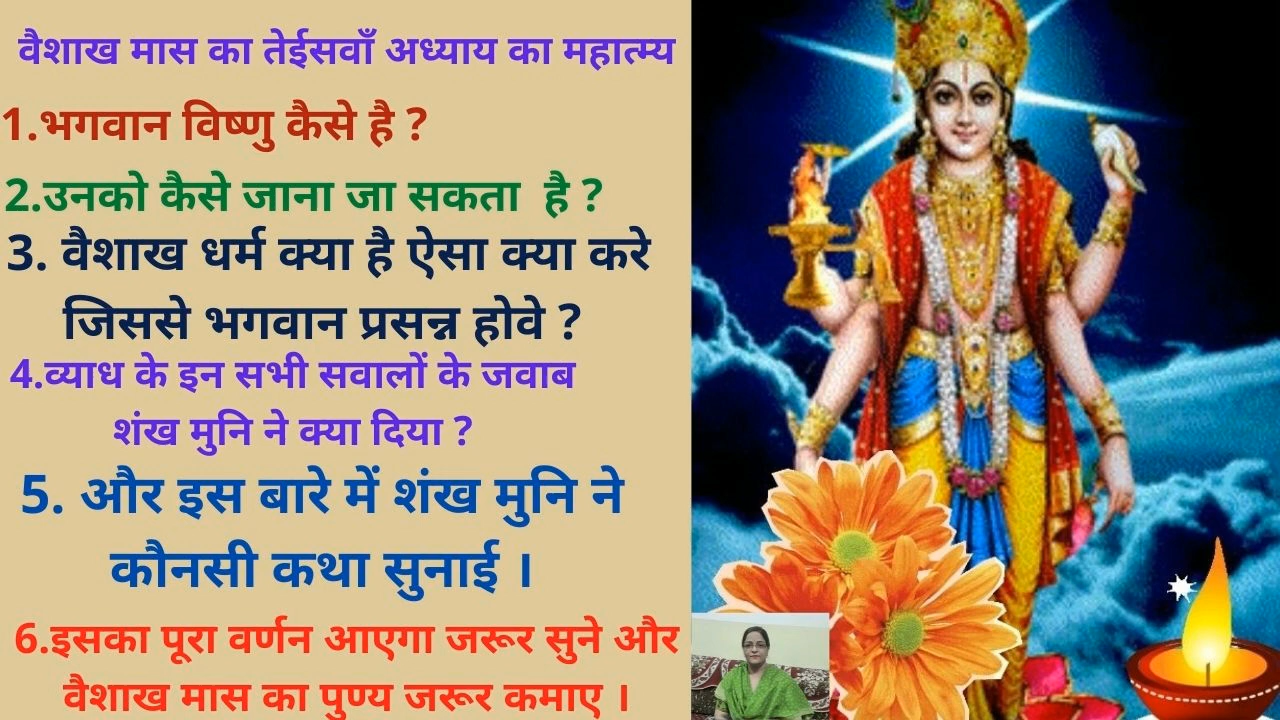 वैशाख मास का तेईसवाँ अध्याय का महात्म्य
1.भगवान विष्णु कैसे है ?
2.उनको कैसे जाना जा सकता है ?
3. वैशाख धर्म क्या है ऐसा क्या करे
जिससे भगवान प्रसन्न होवे ?
4.व्याध के इन सभी सवालों के जवाब
शंख मुनि ने क्या दिया ?
5. और इस बारे में शंख मुनि ने
कौनसी कथा सुनाई ।
6.इसका पूरा वर्णन आएगा जरूर सुने और
वैशाख मास का पुण्य जरूर कमाए ।